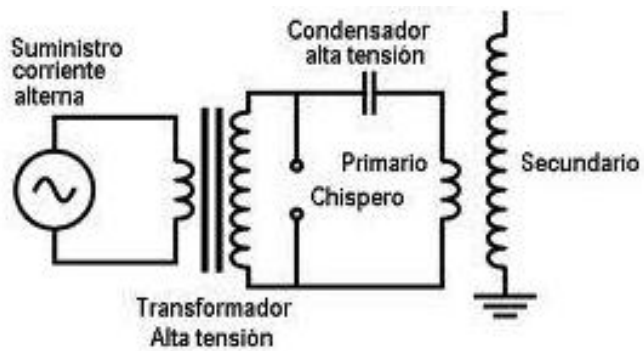 Suministro
corriente
alterna
Condensador
alta tensión
Primario
Chispero
Secundario
Transformador
Alta tensión